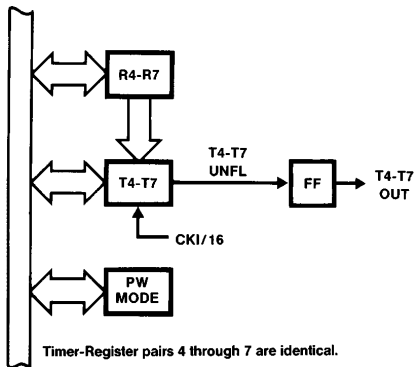 R4-R7
T4-T7
T4-T7
UNFL
FF
T4-T7
OUT
CKI/16
PW
MODE
Timer-Register pairs 4 through 7 are identical.